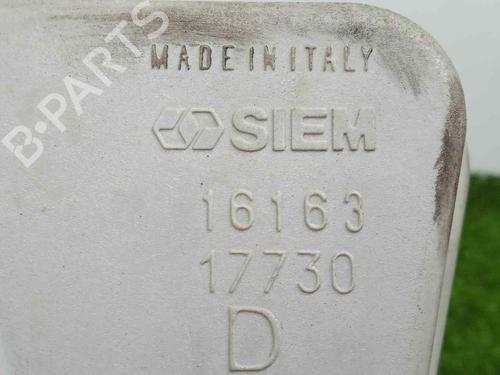 MADE IN ITALY
SIEM
16163
17730
D
B-PARTS